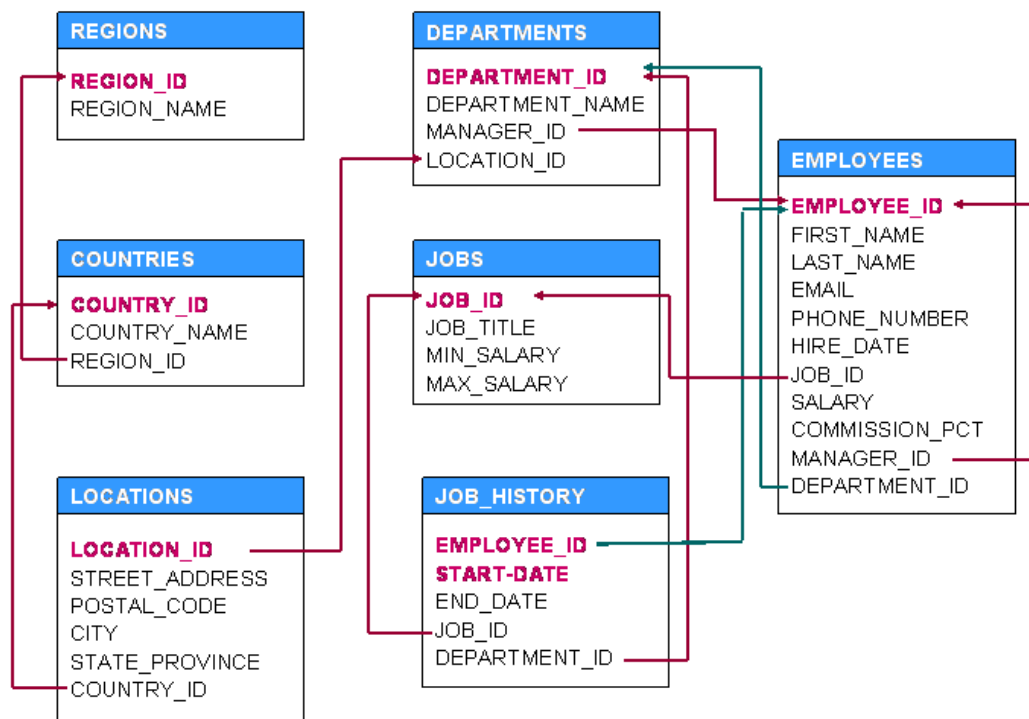 REGIONS
REGION_ID
REGION_NAME
DEPARTMENTS
DEPARTMENT_ID
DEPARTMENT_NAME
MANAGER_ID
LOCATION_ID
EMPLOYEES
EMPLOYEE_ID
FIRST_NAME
LAST_NAME
EMAIL
PHONE_NUMBER
HIRE_DATE
JOB_ID
SALARY
COMMISSION_PCT
MANAGER_ID
DEPARTMENT_ID
COUNTRIES
COUNTRY_ID
COUNTRY_NAME
REGION_ID
JOBS
JOB_ID
JOB_TITLE
MIN_SALARY
MAX_SALARY
LOCATIONS
LOCATION_ID
STREET_ADDRESS
POSTAL_CODE
CITY
STATE_PROVINCE
COUNTRY_ID
JOB_HISTORY
EMPLOYEE_ID
START-DATE
END_DATE
JOB_ID
DEPARTMENT_ID